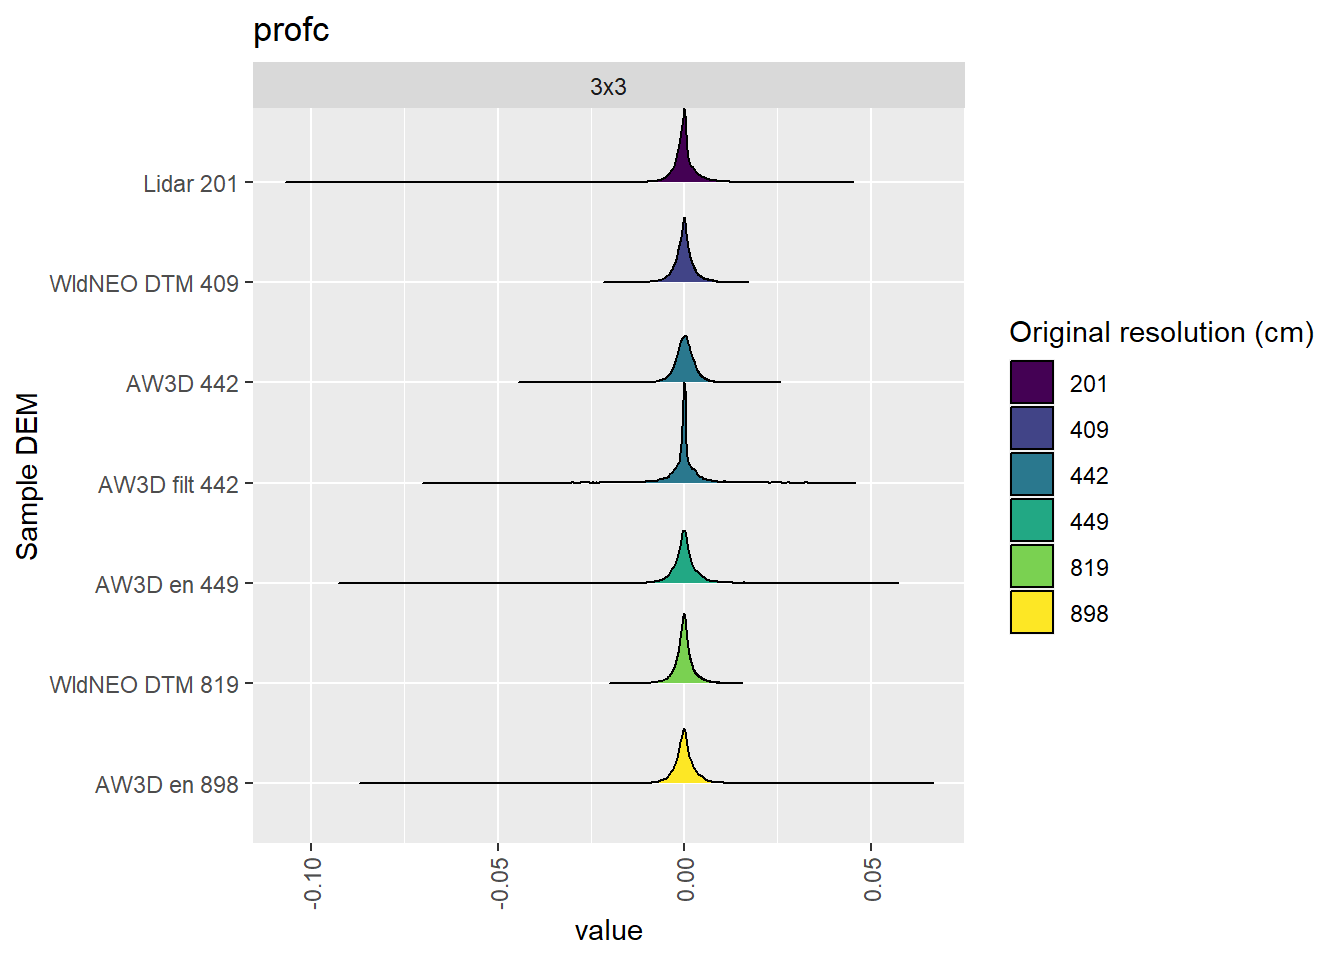 profc
3x3
Lidar 201
WldNEO DTM 409
AW3D 442
AW3D filt 442
AW3D en 449
WldNEO DTM 819
AW3D en 898
Sample DEM
-0.10
-0.05
0.00
0.05
value
Original resolution (cm)
201
409
442
449
819
898